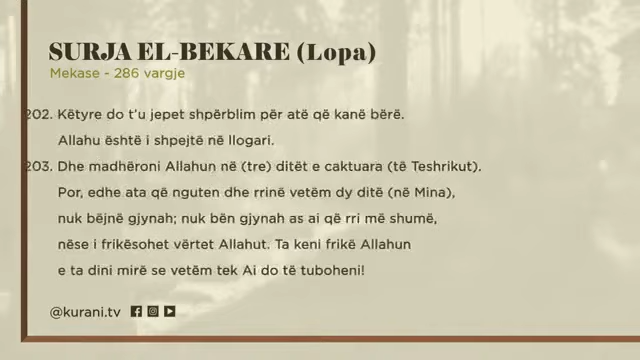 SURJA EL-BEKARE (Lopa)
Mekase - 286 vargje
202. Këtyre do t'u jepet shpërblim për atë që kanë bërë.
Allahu është i shpejtë në llogari.
203. Dhe madhëroni Allahun në (tre) ditët e caktuara (të Teshrikut).
Por, edhe ata që nguten dhe rrinë vetëm dy ditë (në Mina),
nuk bëjnë gjynah; nuk bën gjynah as ai që rri më shumë,
nëse i frikësohet vërtet Allahut. Ta keni frikë Allahun
e ta dini mirë se vetëm tek Ai do të tuboheni!
@kurani.tv